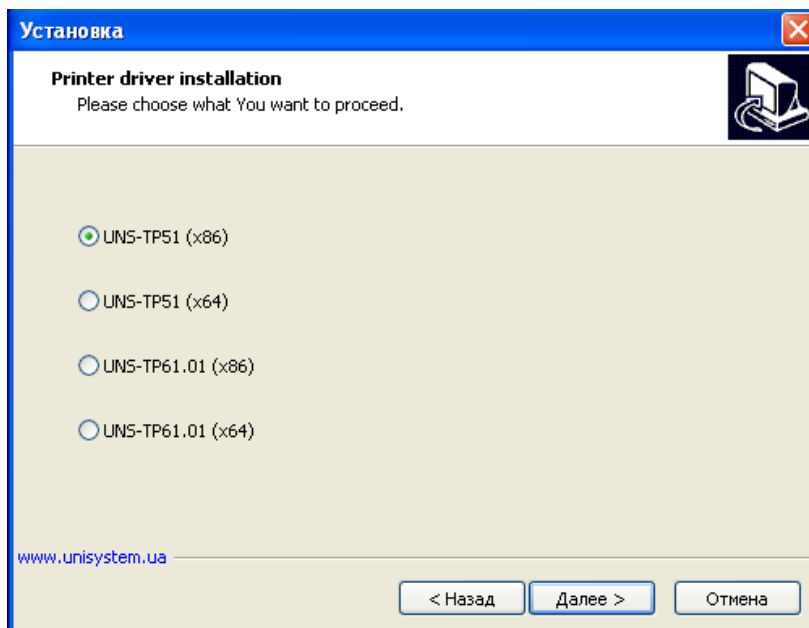 Установка
Printer driver installation
Please choose what You want to proceed.
UNS-TP51 (x86)
UNS-TP51 (x64)
UNS-TP61.01 (x86)
UNS-TP61.01 (x64)
www.unisystem.ua
< Назад Далее > Отмена